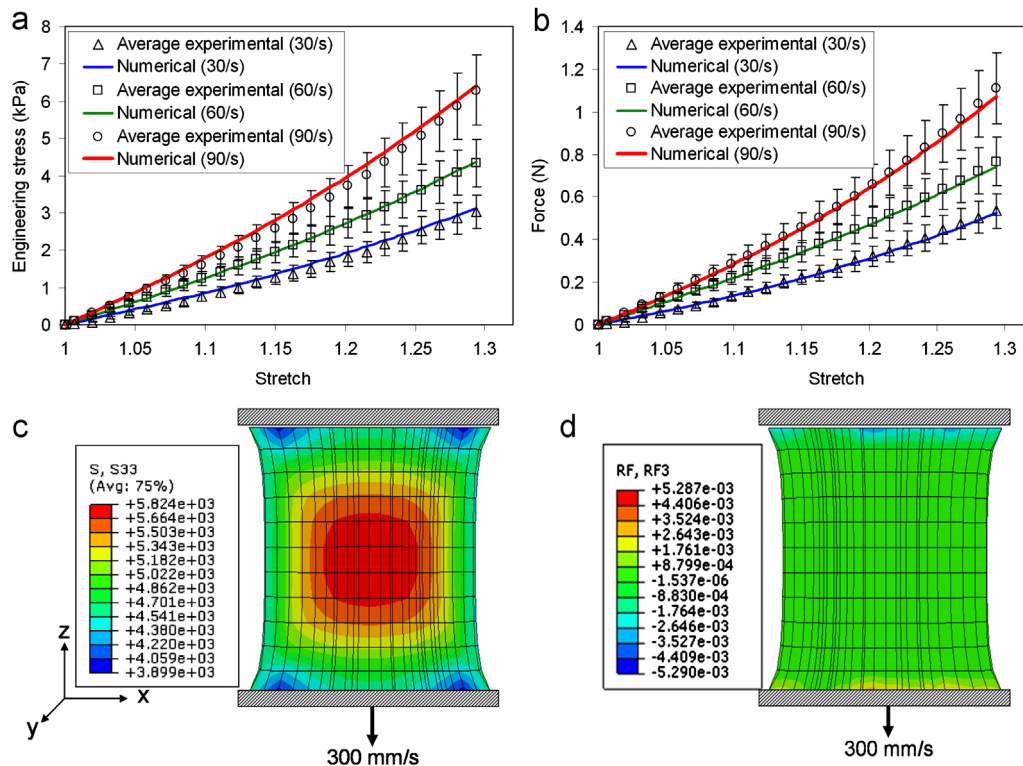 a
8
7
6
5
4
3
2
1
0
Engineering stress (kPa)
Average experimental (30/s)
Numerical (30/s)
Average experimental (60/s)
Numerical (60/s)
Average experimental (90/s)
Numerical (90/s)
1 1.05 1.1 1.15 1.2 1.25 1.3
Stretch
b
1.4
1.2
1
0.8
0.6
0.4
0.2
0
Force (N)
Average experimental (30/s)
Numerical (30/s)
Average experimental (60/s)
Numerical (60/s)
Average experimental (90/s)
Numerical (90/s)
1 1.05 1.1 1.15 1.2 1.25 1.3
Stretch
c
S, S33
(Avg: 75%)
+5.824e+03
+5.664e+03
+5.503e+03
+5.343e+03
+5.182e+03
+5.022e+03
+4.862e+03
+4.701e+03
+4.541e+03
+4.380e+03
+4.220e+03
+4.059e+03
+3.899e+03
z
x
y
300 mm/s
d
RF, RF3
+5.287e-03
+4.406e-03
+3.524e-03
+2.643e-03
+1.761e-03
+8.799e-04
-1.537e-06
-8.830e-04
-1.764e-03
-2.646e-03
-3.527e-03
-4.409e-03
-5.290e-03
300 mm/s